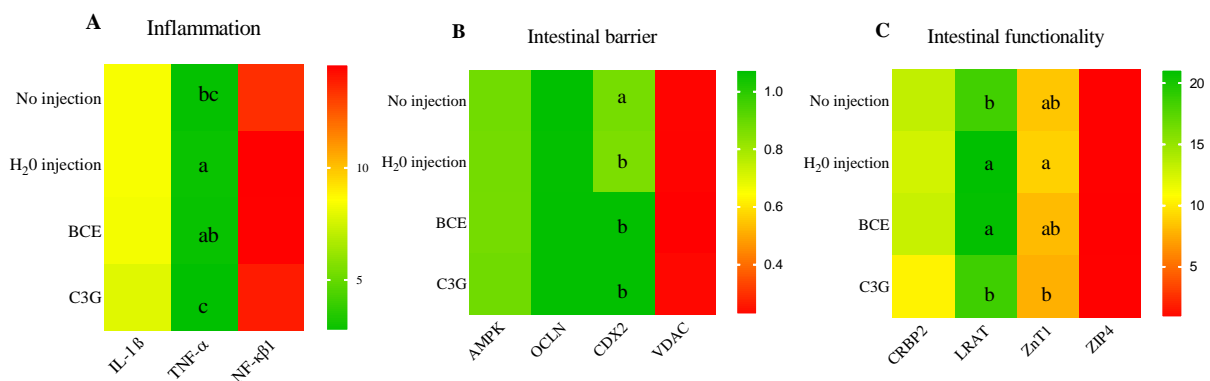 A
Inflammation
No injection
H₂0 injection
BCE
C3G
bc
a
ab
c
10
5
IL-1ß
TNF-α
NF-κβ1
B
Intestinal barrier
No injection
H₂0 injection
BCE
C3G
a
b
b
b
1.0
0.8
0.6
0.4
AMPK
OCLN
CDX2
VDAC
C
Intestinal functionality
No injection
H₂0 injection
BCE
C3G
b ab
a a
a ab
b b
20
15
10
5
CRBP2
LRAT
ZnT1
ZIP4